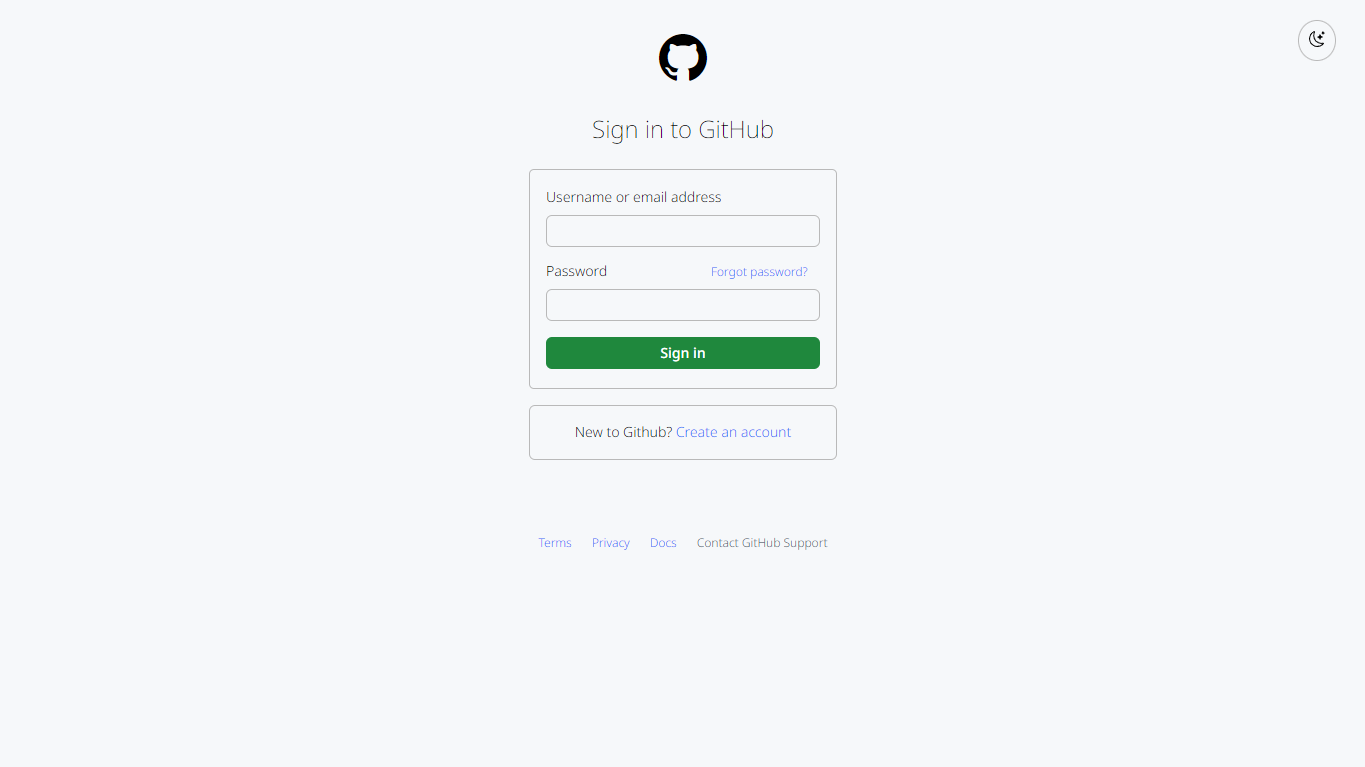 Sign in to GitHub
Username or email address
Password Forgot password?
Sign in
New to Github? Create an account
Terms Privacy Docs Contact GitHub Support